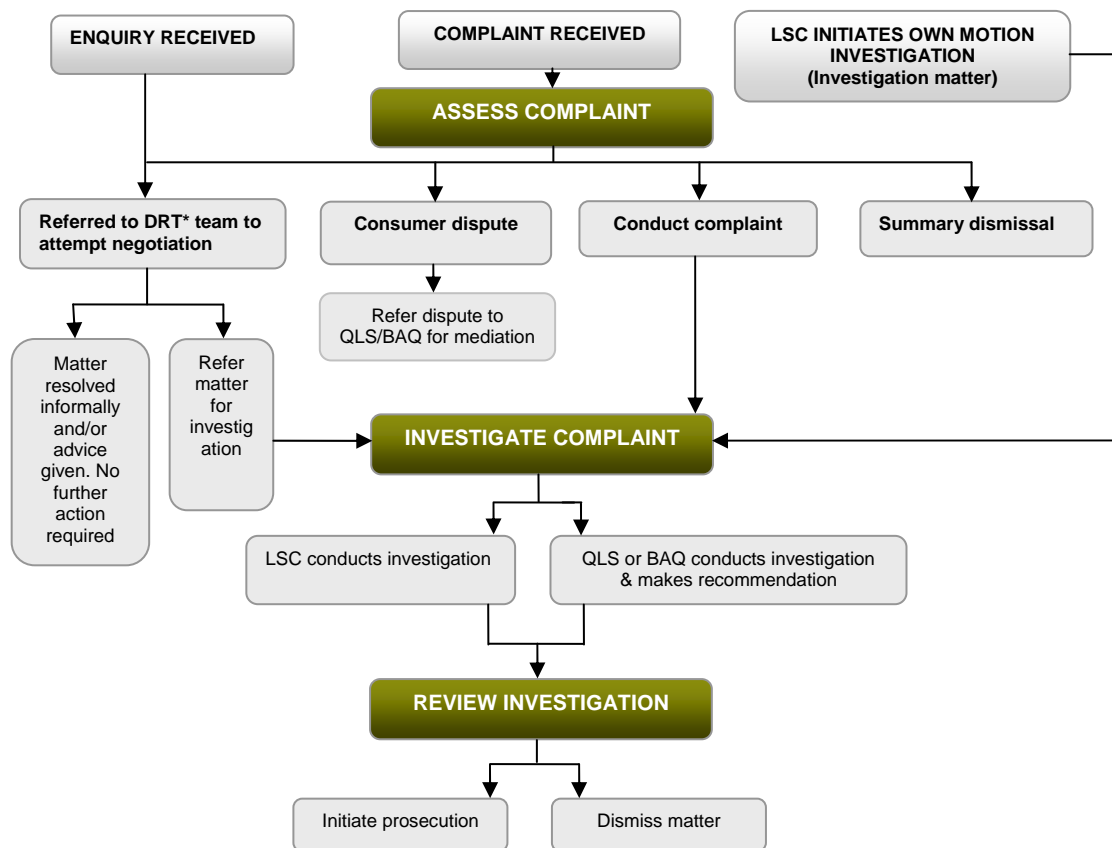 ENQUIRY RECEIVED
COMPLAINT RECEIVED
LSC INITIATES OWN MOTION
INVESTIGATION
(Investigation matter)
ASSESS COMPLAINT
Referred to DRT* team to
attempt negotiation
Consumer dispute
Conduct complaint
Summary dismissal
Refer dispute to
QLS/BAQ for mediation
Matter
resolved
informally
and/or
advice
given. No
further
action
required
Refer
matter
for
investig
ation
INVESTIGATE COMPLAINT
LSC conducts investigation
QLS or BAQ conducts investigation
& makes recommendation
REVIEW INVESTIGATION
Initiate prosecution
Dismiss matter